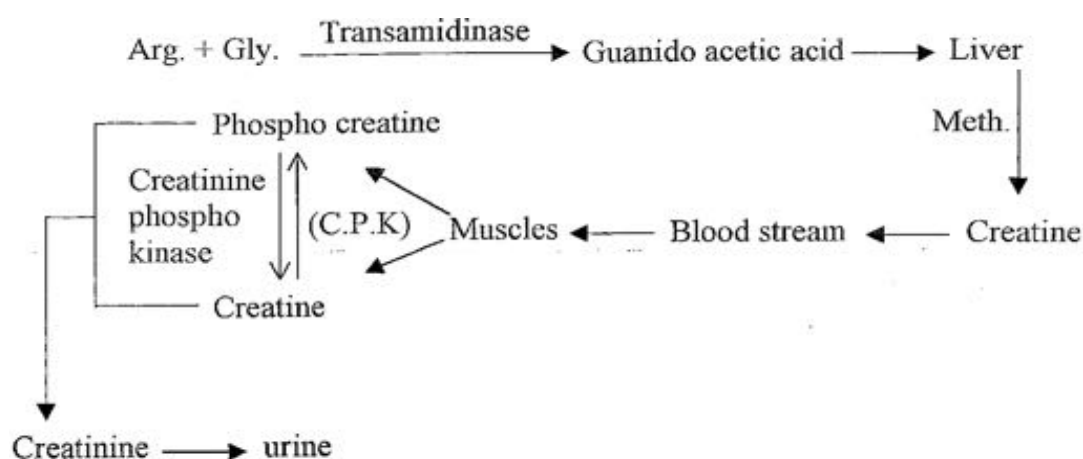 Transamidinase
Arg. + Gly.
Guanido acetic acid
Liver
Meth.
Phospho creatine
Creatinine
phospho
kinase
(C.P.K)
Muscles
Blood stream
Creatine
Creatine
Creatinine
urine